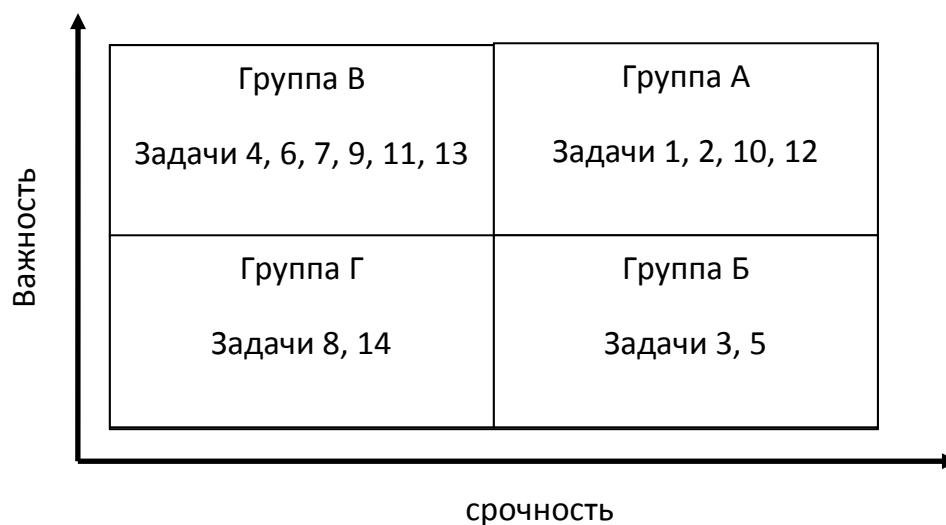 Важность
Группа В
Задачи 4, 6, 7, 9, 11, 13
Группа А
Задачи 1, 2, 10, 12
Группа Г
Задачи 8, 14
Группа Б
Задачи 3, 5
срочность